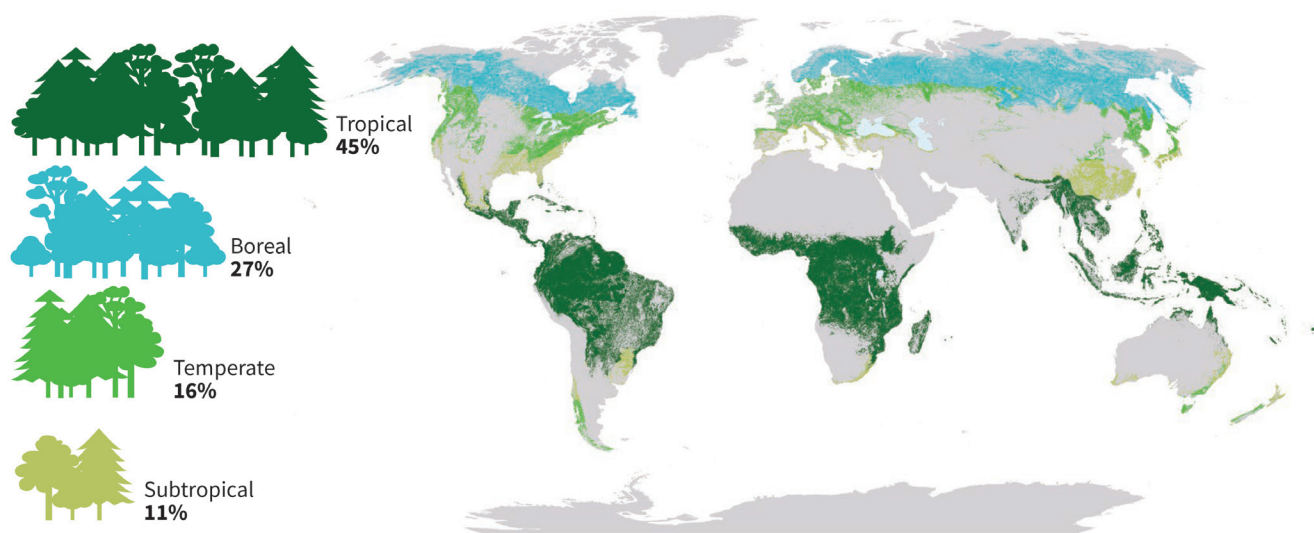 Tropical
45%
Boreal
27%
Temperate
16%
Subtropical
11%